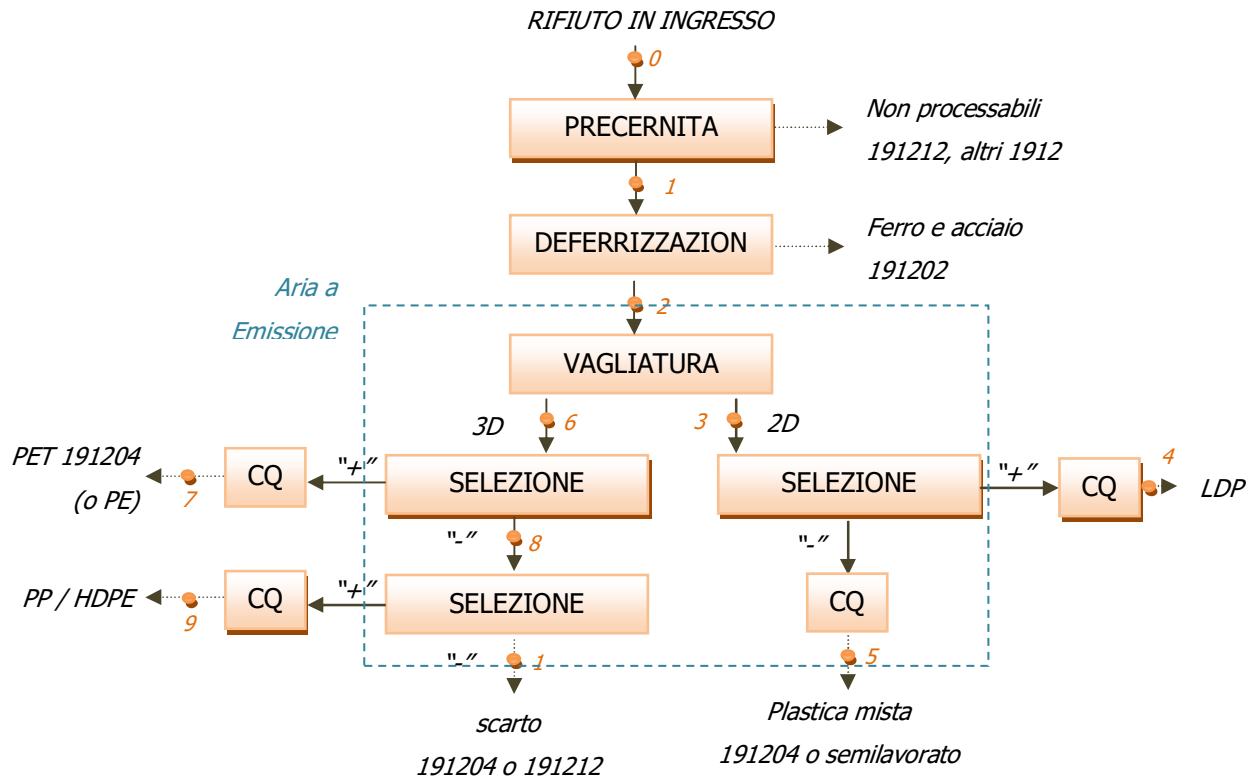 RIFIUTO IN INGRESSO
0
PRECERNITA
Non processabili
191212, altri 1912
1
DEFERRIZZAZION
Ferro e acciaio
191202
Aria a
Emissione
2
VAGLIATURA
3D
6
3
2D
PET 191204
(o PE)
7
CQ
"+"
SELEZIONE
SELEZIONE
"+"
CQ
4
LDP
"-"
8
"-"
PP / HDPE
9
CQ
"+"
SELEZIONE
CQ
"-"
1
5
scarto
191204 o 191212
Plastica mista
191204 o semilavorato